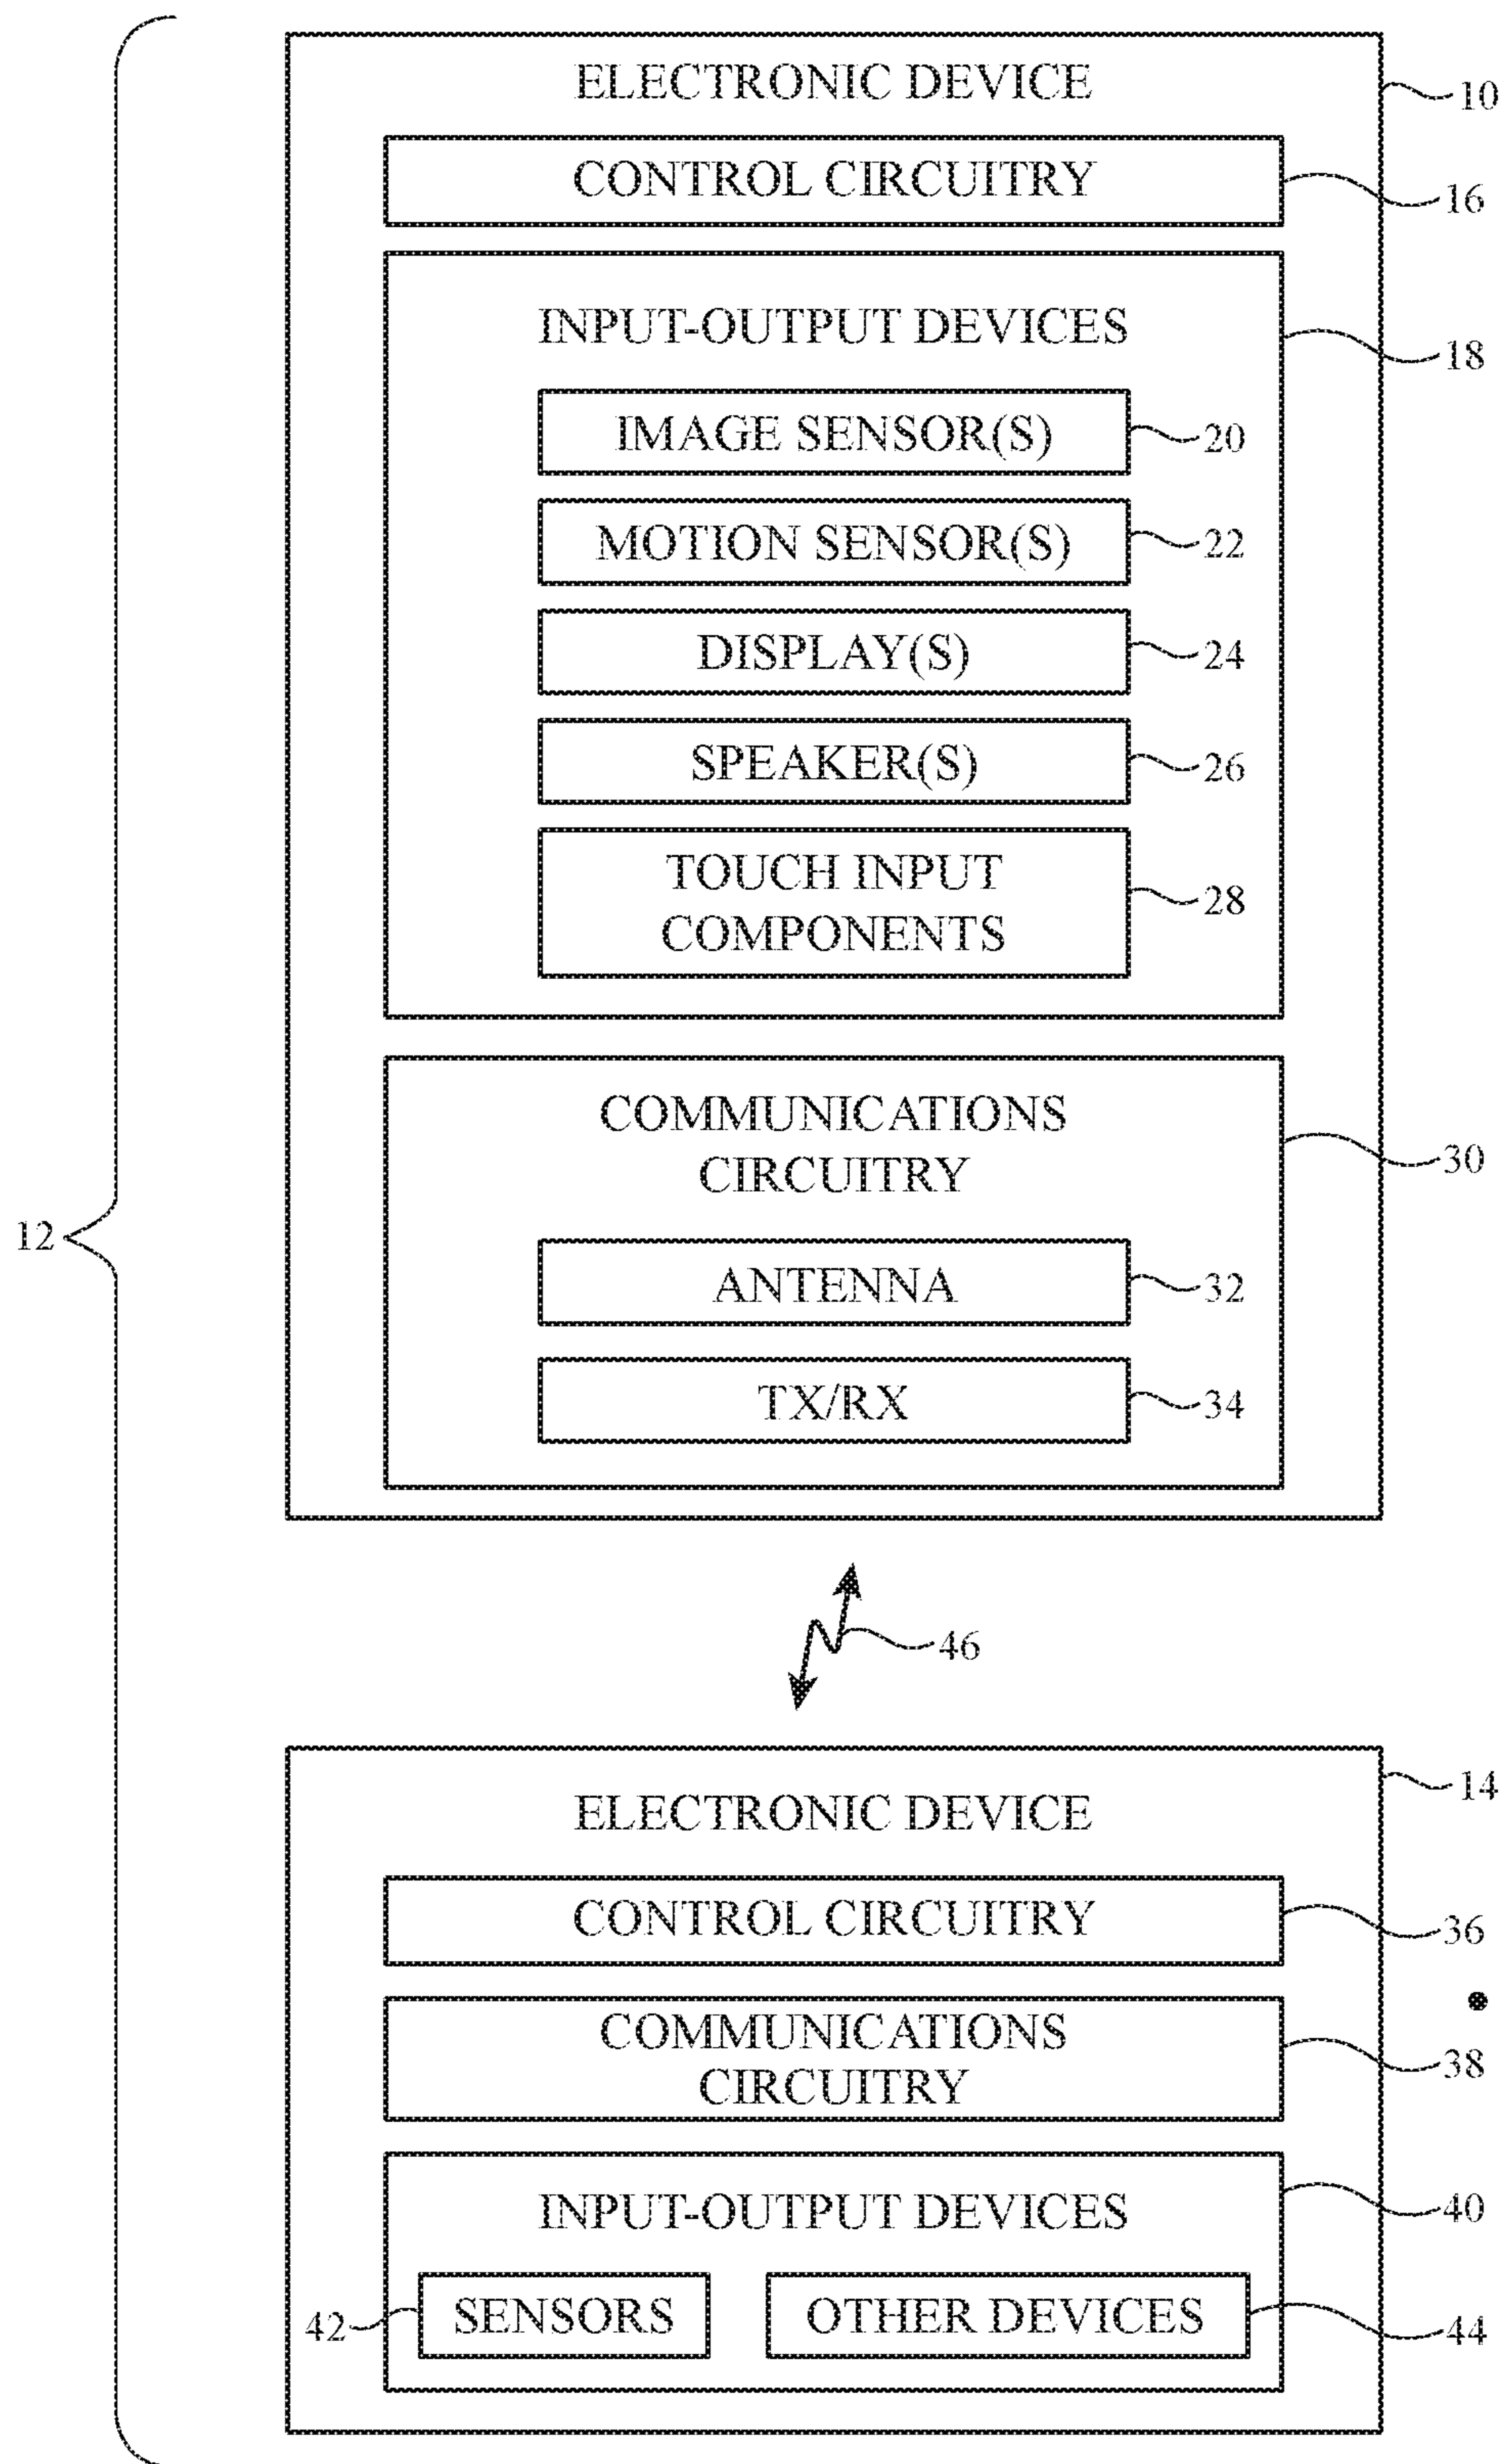 ELECTRONIC DEVICE
10
CONTROL CIRCUITRY
16
INPUT-OUTPUT DEVICES
18
IMAGE SENSOR(S)
20
MOTION SENSOR(S)
22
DISPLAY(S)
24
SPEAKER(S)
26
TOUCH INPUT
COMPONENTS
28
COMMUNICATIONS
CIRCUITRY
30
12
ANTENNA
32
TX/RX
34
46
ELECTRONIC DEVICE
14
CONTROL CIRCUITRY
36
COMMUNICATIONS
CIRCUITRY
38
INPUT-OUTPUT DEVICES
40
42
SENSORS
OTHER DEVICES
44